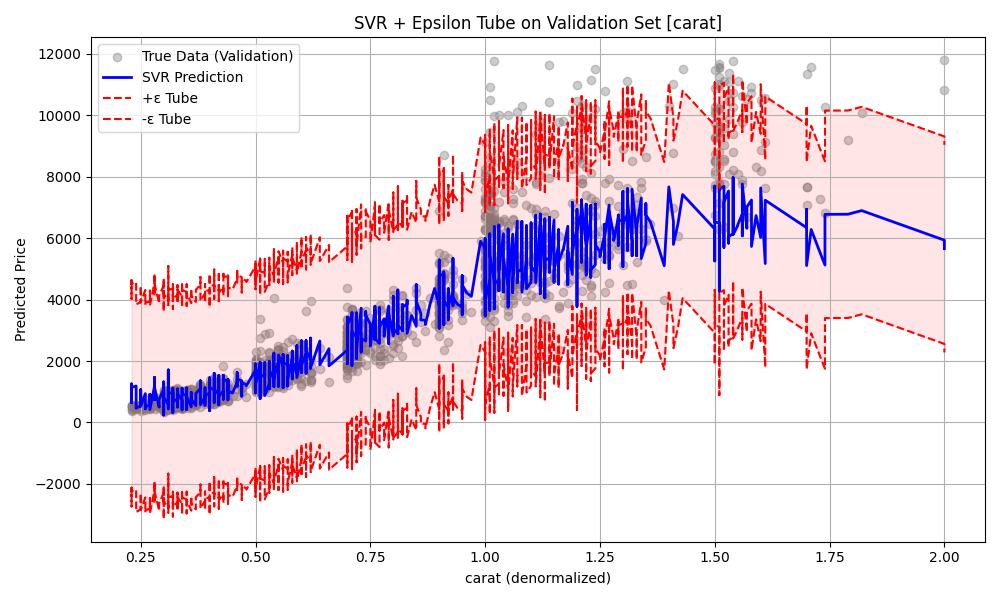 SVR + Epsilon Tube on Validation Set [carat]
True Data (Validation)
SVR Prediction
+ε Tube
-ε Tube
Predicted Price
12000
10000
8000
6000
4000
2000
0
−2000
0.25 0.50 0.75 1.00 1.25 1.50 1.75 2.00
carat (denormalized)